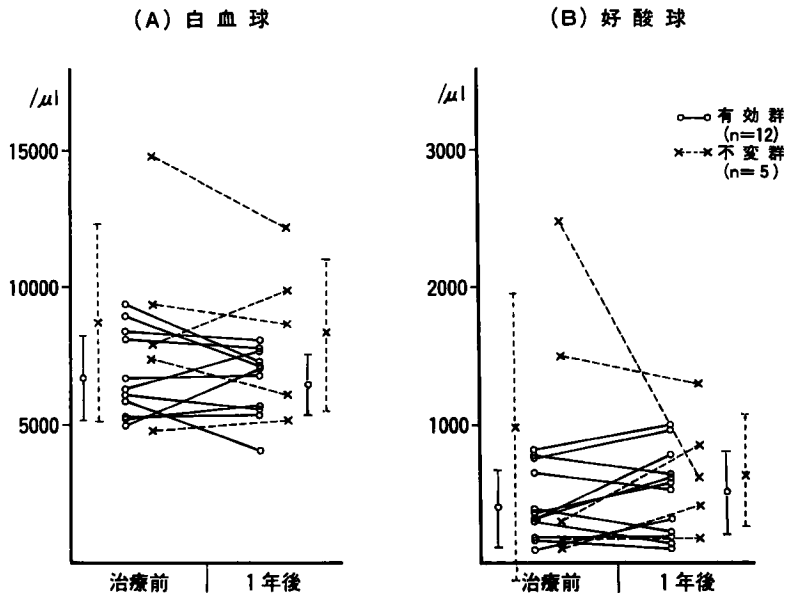 (A) 白血球
/μl
15000
10000
5000
治療前
1年後
(B) 好酸球
/μl
3000
2000
1000
治療前
1年後
有効群
(n=12)
不変群
(n=5)